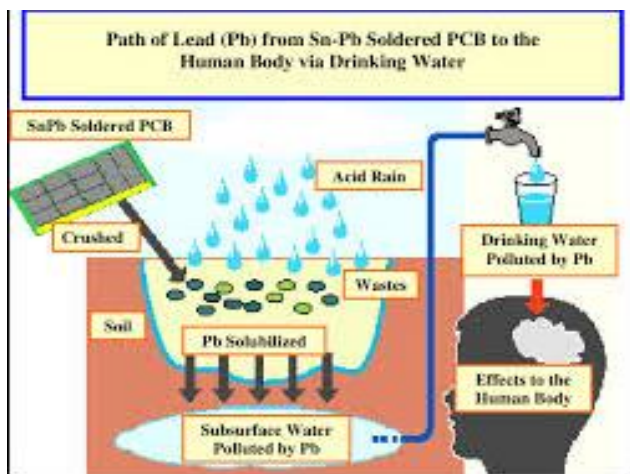 Path of Lead (Pb) from Sn-Pb Soldered PCB to the
Human Body via Drinking Water
SnPb Soldered PCB
Acid Rain
Crushed
Drinking Water
Polluted by Pb
Wastes
Soil
Pb Solubilized
Effects to the
Human Body
Subsurface Water
Polluted by Pb